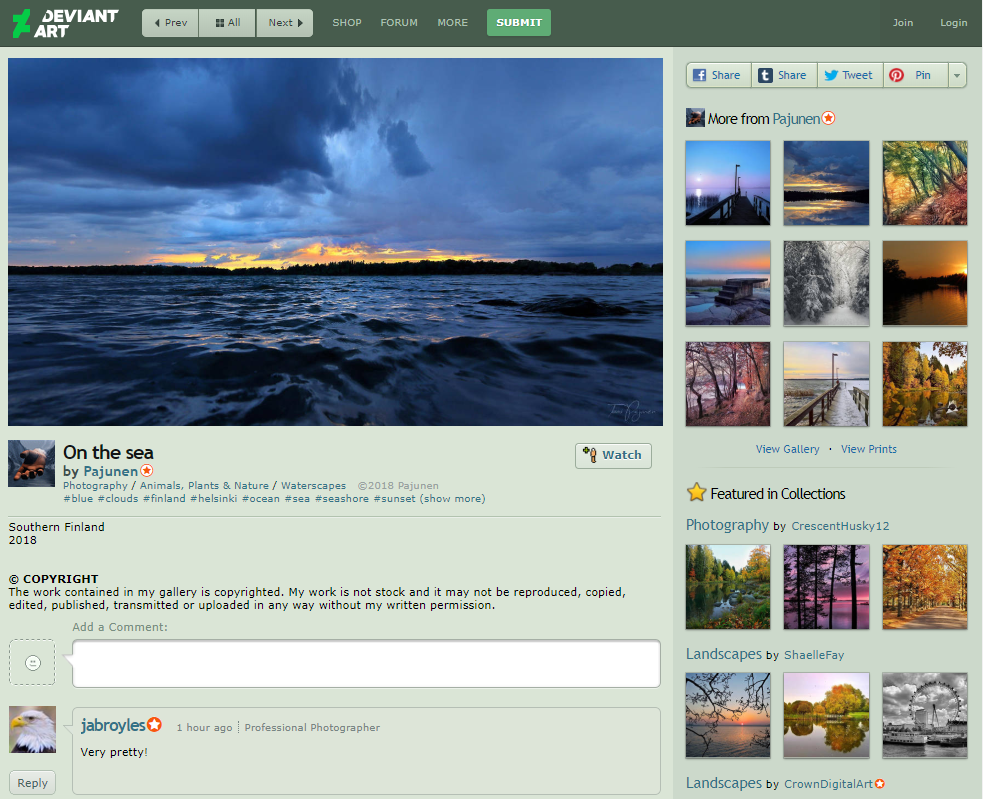 DEVIANT ART
Prev
All
Next
SHOP
FORUM
MORE
SUBMIT
Join
Login
Share
Share
Tweet
Pin
More from Pajunen
View Gallery · View Prints
Featured in Collections
Photography by CrescentHusky12
Landscapes by ShaelleFay
Landscapes by CrownDigitalArt
On the sea
by Pajunen
Watch
Photography / Animals, Plants & Nature / Waterscapes ©2018 Pajunen
#blue #clouds #finland #helsinki #ocean #sea #seashore #sunset (show more)
Southern Finland
2018
© COPYRIGHT
The work contained in my gallery is copyrighted. My work is not stock and it may not be reproduced, copied,
edited, published, transmitted or uploaded in any way without my written permission.
Add a Comment:
jabroyles 1 hour ago Professional Photographer
Very pretty!
Reply